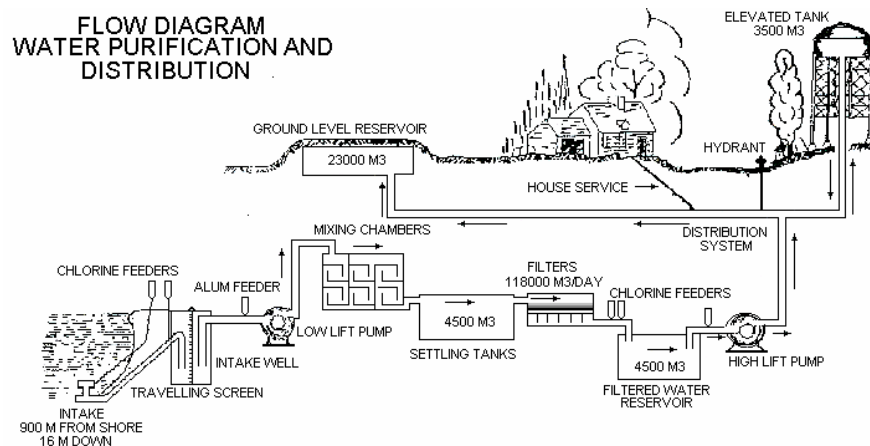 FLOW DIAGRAM
WATER PURIFICATION AND
DISTRIBUTION
ELEVATED TANK
3500 M3
GROUND LEVEL RESERVOIR
23000 M3
HYDRANT
HOUSE SERVICE
DISTRIBUTION
SYSTEM
MIXING CHAMBERS
CHLORINE FEEDERS
ALUM FEEDER
FILTERS
118000 M3/DAY
CHLORINE FEEDERS
LOW LIFT PUMP
4500 M3
SETTLING TANKS
INTAKE WELL
TRAVELLING SCREEN
HIGH LIFT PUMP
4500 M3
FILTERED WATER
RESERVOIR
INTAKE
900 M FROM SHORE
16 M DOWN